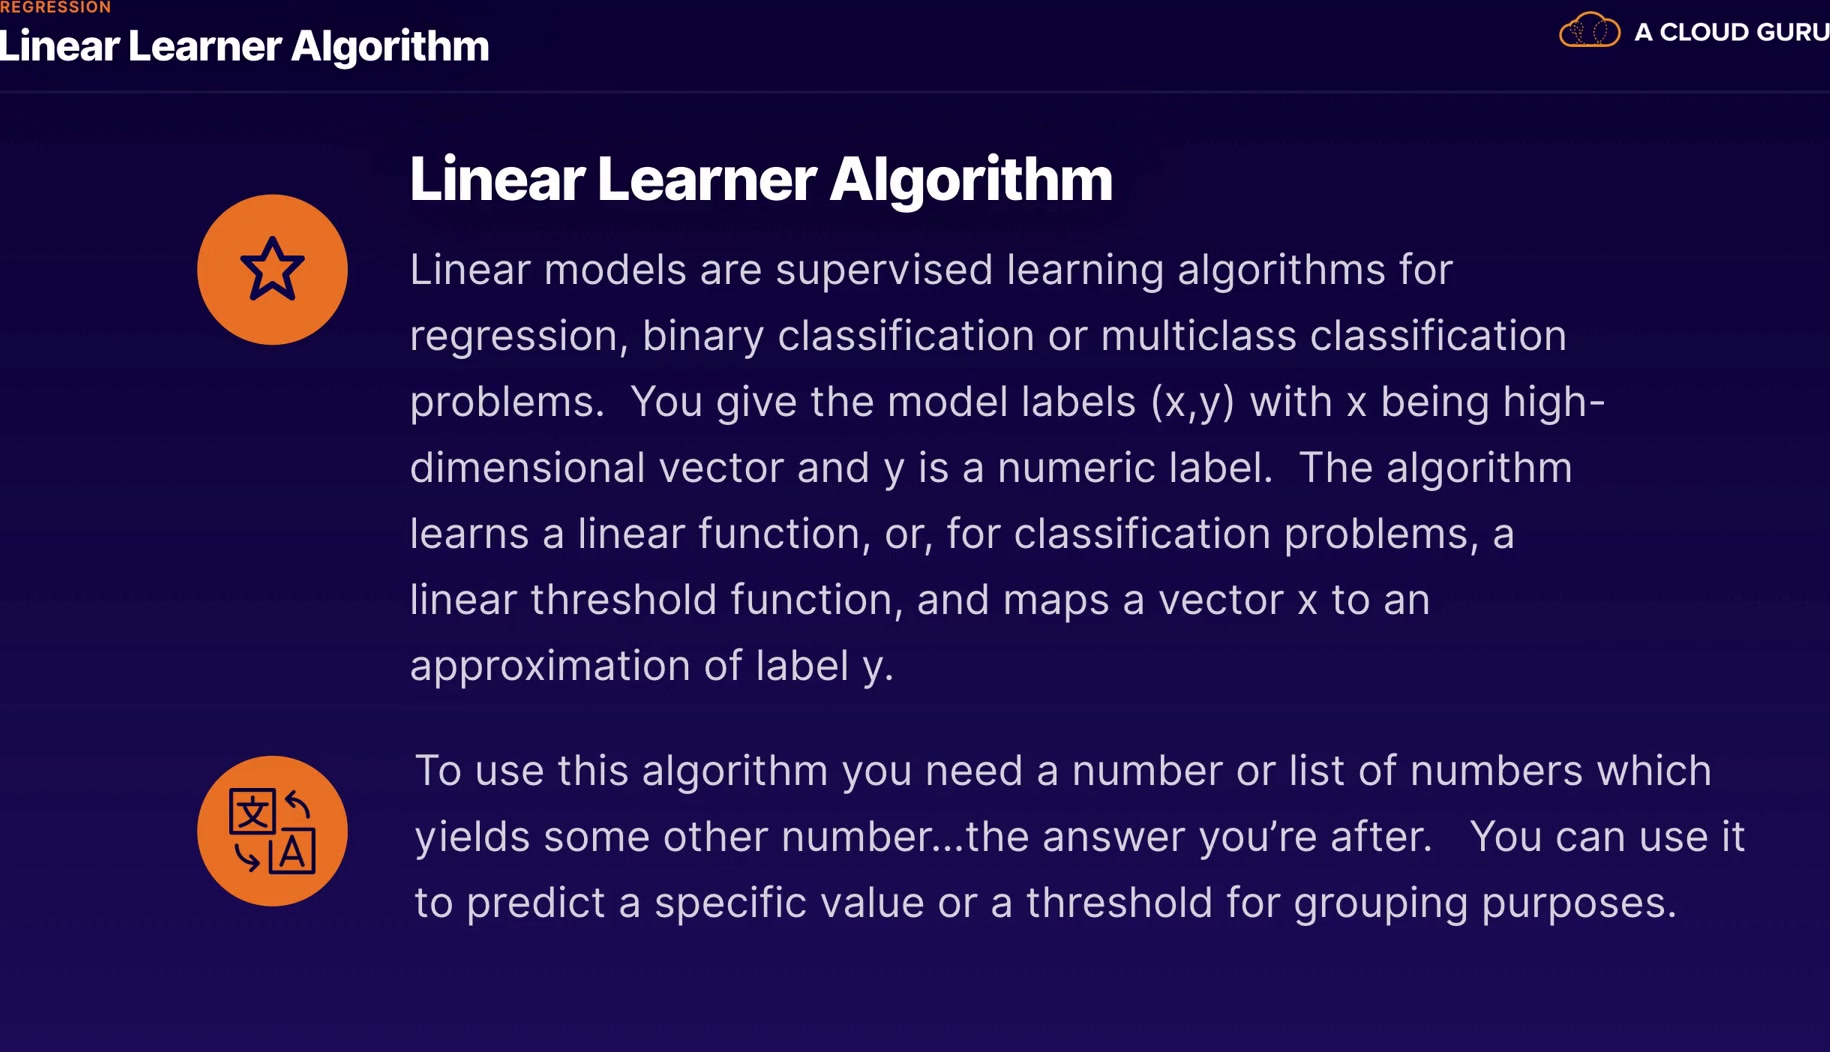 REGRESSION
Linear Learner Algorithm
A CLOUD GURU
Linear Learner Algorithm
Linear models are supervised learning algorithms for
regression, binary classification or multiclass classification
problems.  You give the model labels (x,y) with x being high-
dimensional vector and y is a numeric label.  The algorithm
learns a linear function, or, for classification problems, a
linear threshold function, and maps a vector x to an
approximation of label y.
文
A
To use this algorithm you need a number or list of numbers which
yields some other number...the answer you’re after.   You can use it
to predict a specific value or a threshold for grouping purposes.